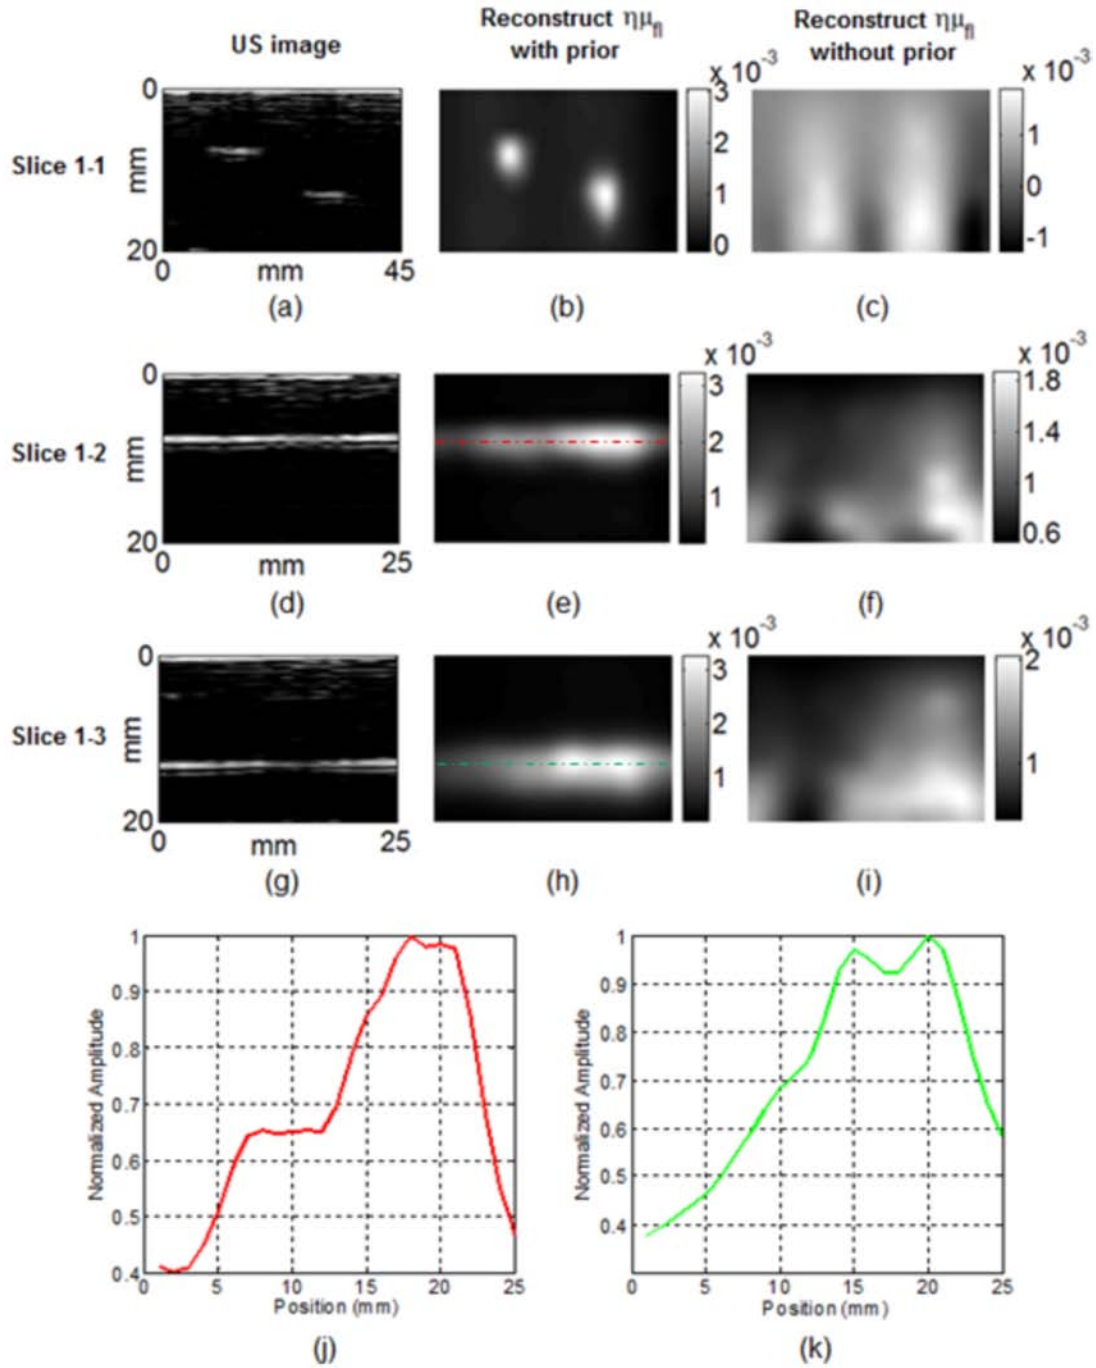 US image
Reconstruct ημfl
with prior
Reconstruct ημfl
without prior
Slice 1-1
mm
0
20
0 mm 45
x 10-3
3
2
1
0
x 10-3
1
0
-1
(a) (b) (c)
Slice 1-2
mm
0
20
0 mm 25
x 10-3
3
2
1
x 10-3
1.8
1.4
1
0.6
(d) (e) (f)
Slice 1-3
mm
0
20
0 mm 25
x 10-3
3
2
1
x 10-3
2
1
(g) (h) (i)
Normalized Amplitude
1
0.9
0.8
0.7
0.6
0.5
0.4
0 5 10 15 20 25
Position (mm)
(j)
Normalized Amplitude
1
0.9
0.8
0.7
0.6
0.5
0.4
0 5 10 15 20 25
Position (mm)
(k)